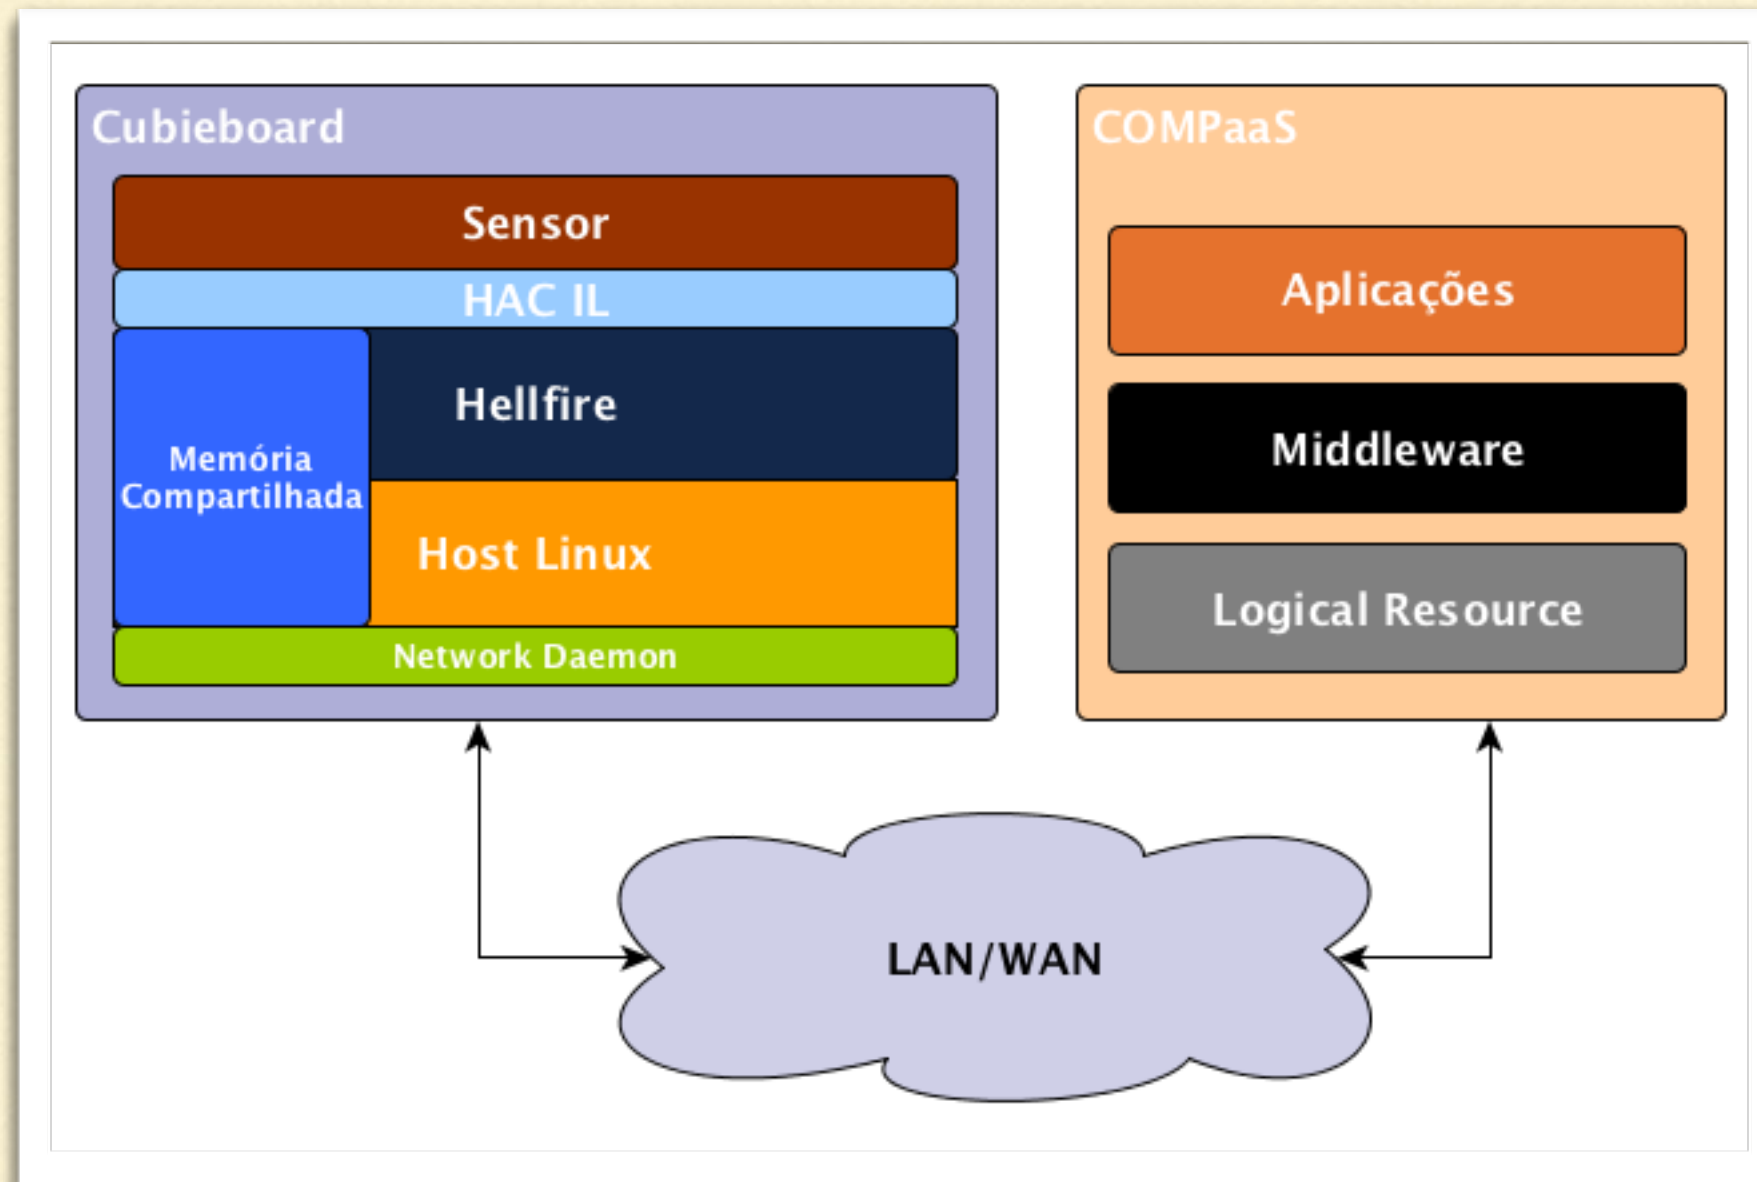 Cubieboard
Sensor
HAC IL
Memória
Compartilhada
Hellfire
Host Linux
Network Daemon
COMPaaS
Aplicações
Middleware
Logical Resource
LAN/WAN